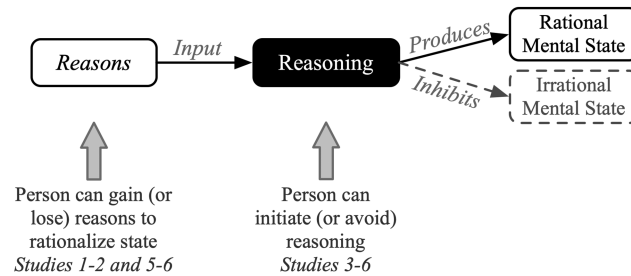 Reasons
Input
Reasoning
Produces
Inhibits
Rational
Mental State
Irrational
Mental State
Person can gain (or
lose) reasons to
rationalize state
Studies 1-2 and 5-6
Person can
initiate (or avoid)
reasoning
Studies 3-6